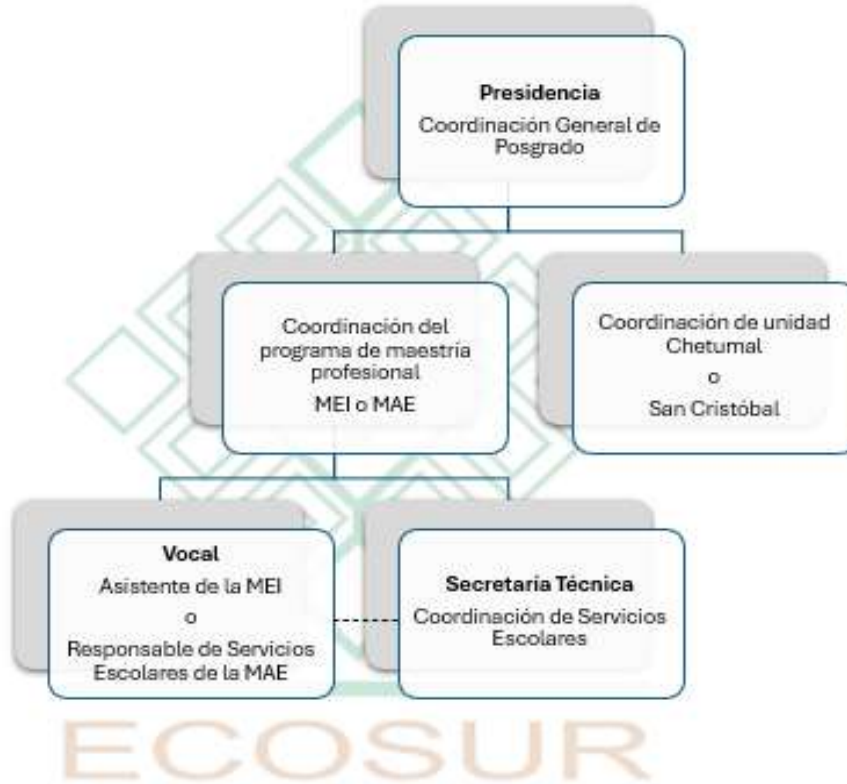 Presidencia
Coordinación General de
Posgrado
Coordinación del
programa de maestría
profesional
MEI o MAE
Coordinación de unidad
Chetumal
o
San Cristóbal
Vocal
Asistente de la MEI
o
Responsable de Servicios
Escolares de la MAE
Secretaría Técnica
Coordinación de Servicios
Escolares
ECOSUR